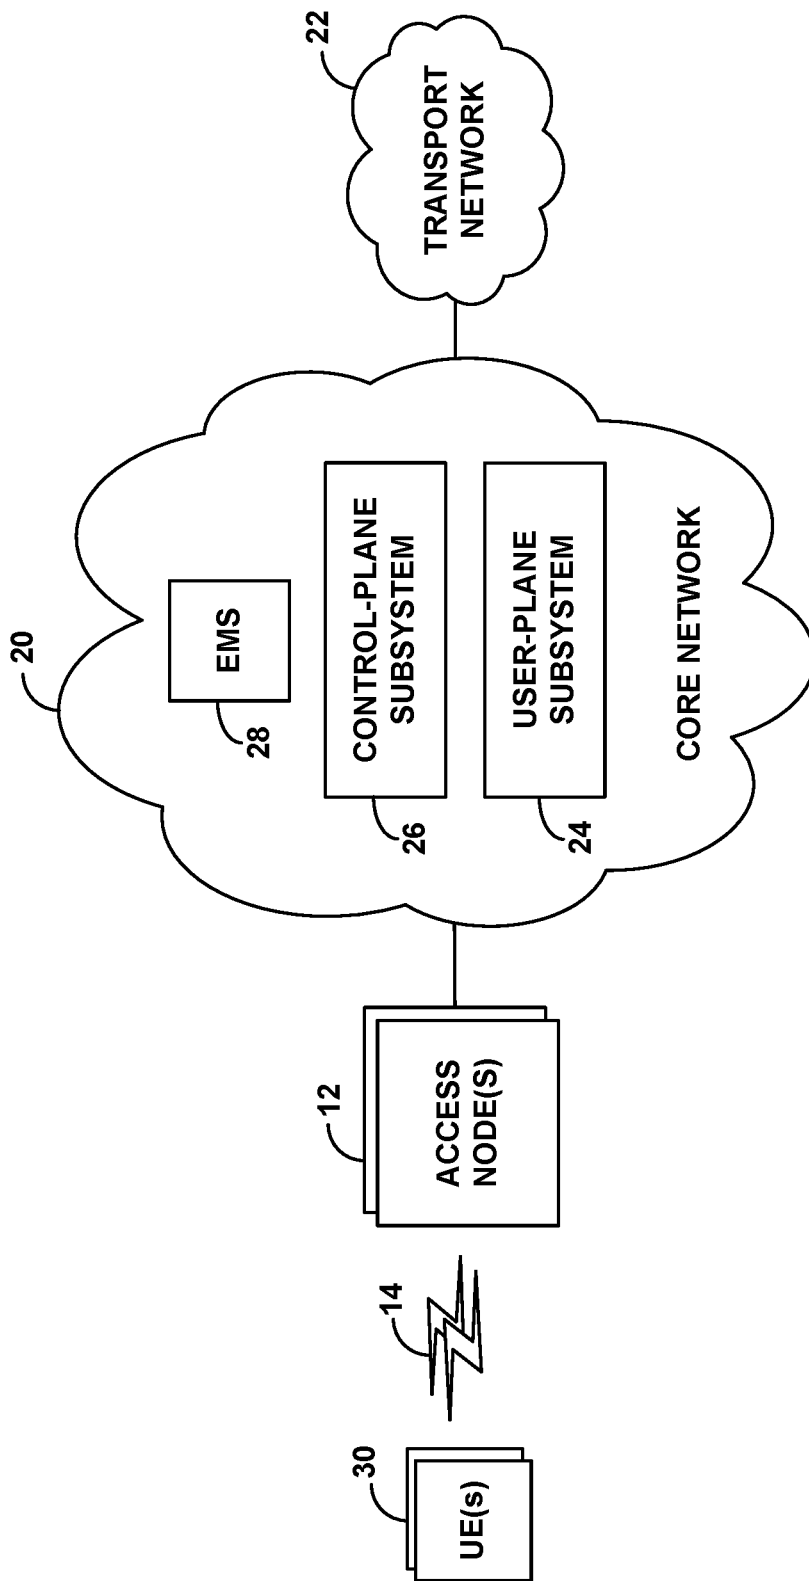 20
22
EMS
28
TRANSPORT
NETWORK
12
CONTROL-PLANE
SUBSYSTEM
26
30
14
UE(s)
ACCESS
NODE(S)
USER-PLANE
SUBSYSTEM
24
CORE NETWORK